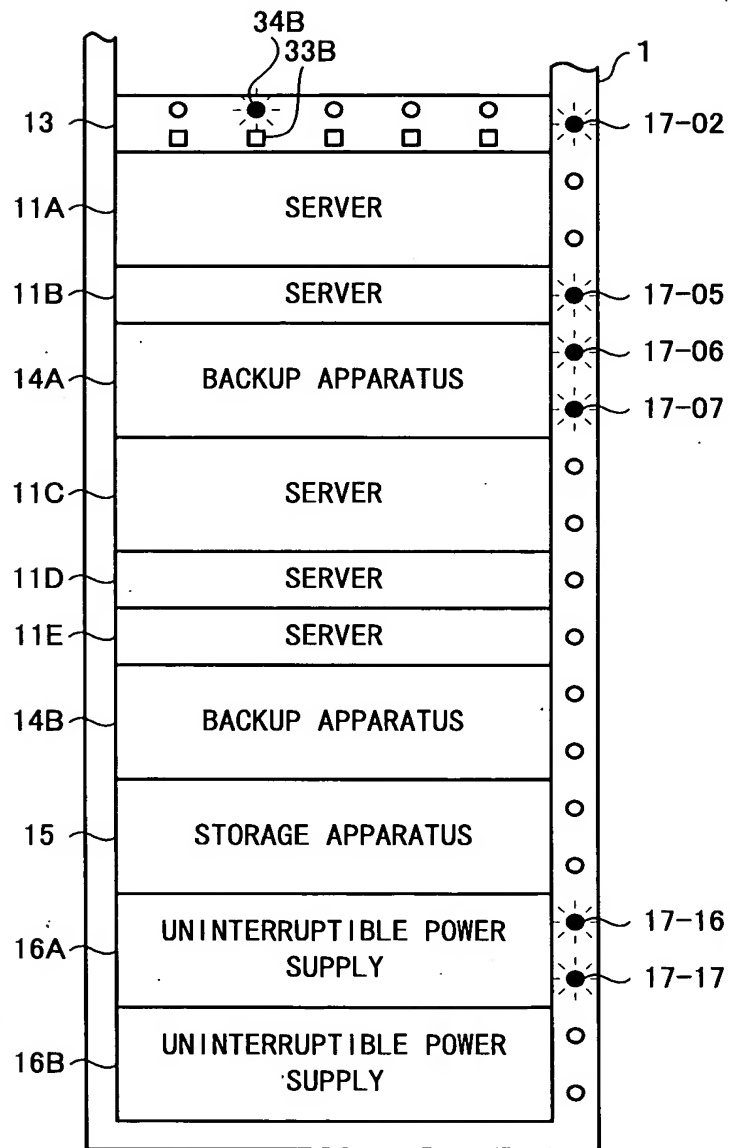 34B
33B
1
13
17-02
11A
SERVER
11B
SERVER
17-05
17-06
14A
BACKUP APPARATUS
17-07
11C
SERVER
11D
SERVER
11E
SERVER
14B
BACKUP APPARATUS
15
STORAGE APPARATUS
17-16
16A
UNINTERRUPTIBLE POWER
SUPPLY
17-17
16B
UNINTERRUPTIBLE POWER
SUPPLY